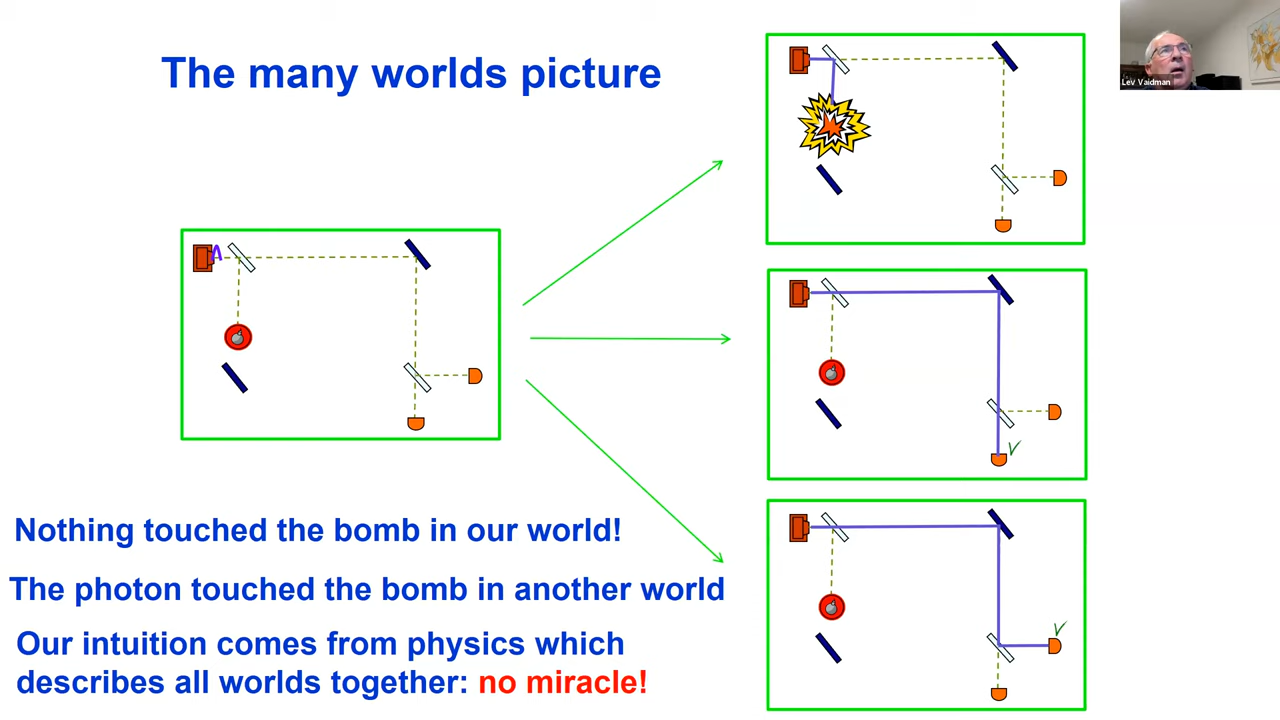 The many worlds picture
Lev Vaidman
Nothing touched the bomb in our world!
The photon touched the bomb in another world
Our intuition comes from physics which
describes all worlds together: no miracle!